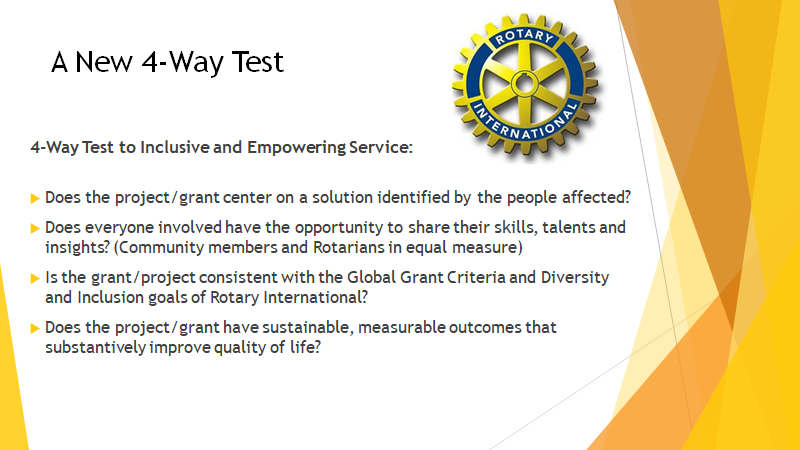 A New 4-Way Test
ROTARY
INTERNATIONAL
4-Way Test to Inclusive and Empowering Service:
Does the project/grant center on a solution identified by the people affected?
Does everyone involved have the opportunity to share their skills, talents and
insights? (Community members and Rotarians in equal measure)
Is the grant/project consistent with the Global Grant Criteria and Diversity
and Inclusion goals of Rotary International?
Does the project/grant have sustainable, measurable outcomes that
substantively improve quality of life?